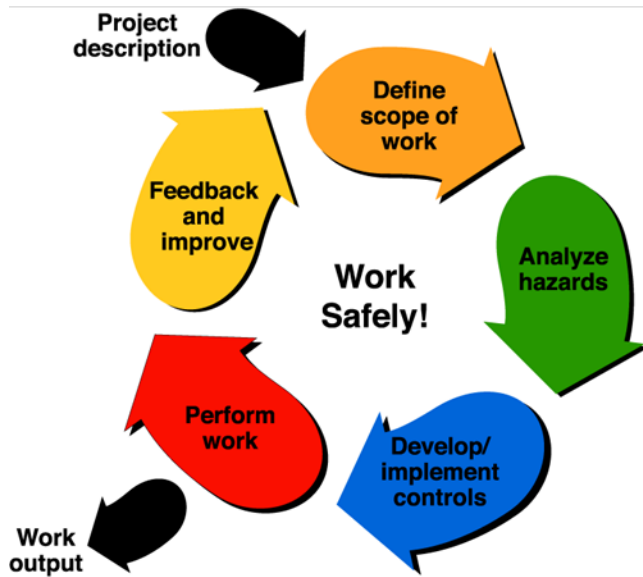 Project
description
Define
scope of
work
Analyze
hazards
Develop/
implement
controls
Perform
work
Work
output
Feedback
and
improve
Work
Safely!